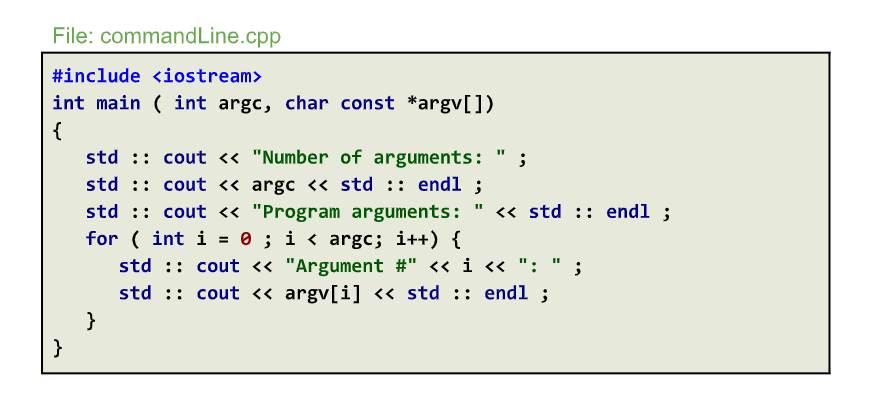 File: commandLine.cpp
#include <iostream>
int main ( int argc, char const *argv[])
{
   std :: cout << "Number of arguments: " ;
   std :: cout << argc << std :: endl ;
   std :: cout << "Program arguments: " << std :: endl ;
   for ( int i = 0 ; i < argc; i++) {
      std :: cout << "Argument #" << i << ": " ;
      std :: cout << argv[i] << std :: endl ;
   }
}